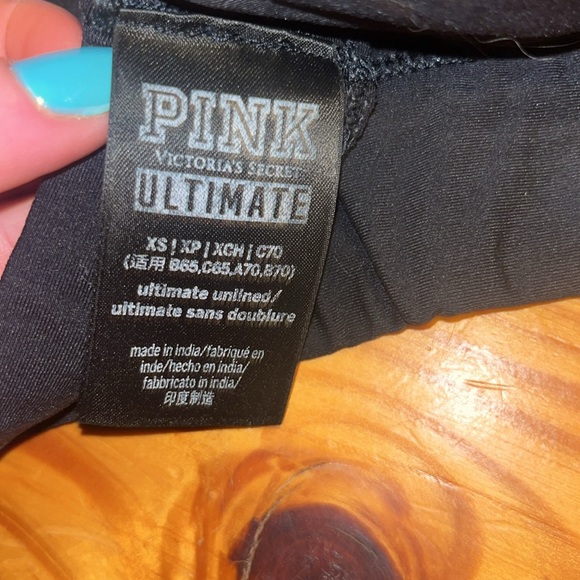 PINK
VICTORIA'S SECRET
ULTIMATE
XS | XP | XCH | C70
(适用 B65,C65,A70,B70)
ultimate unlined/
ultimate sans doublure
made in india/fabriqué en
inde/hecho en india/
fabbricato in india/
印度制造